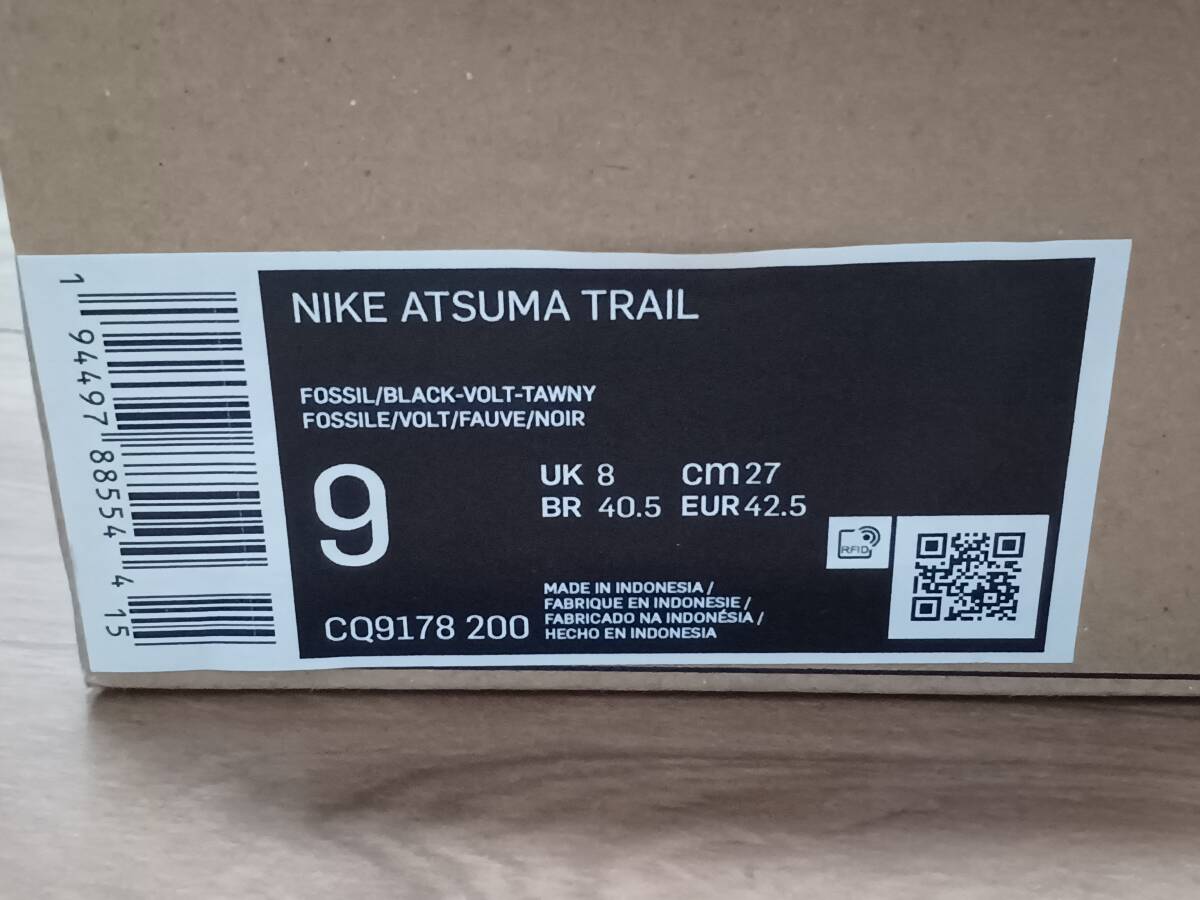 1 94497 88554 4 15
NIKE ATSUMA TRAIL
FOSSIL/BLACK-VOLT-TAWNY
FOSSILE/VOLT/FAUVE/NOIR
9
UK 8 cm 27
BR 40.5 EUR 42.5
RFID
CQ9178 200
MADE IN INDONESIA /
FABRIQUE EN INDONESIE /
FABRICADO NA INDONÉSIA /
HECHO EN INDONESIA